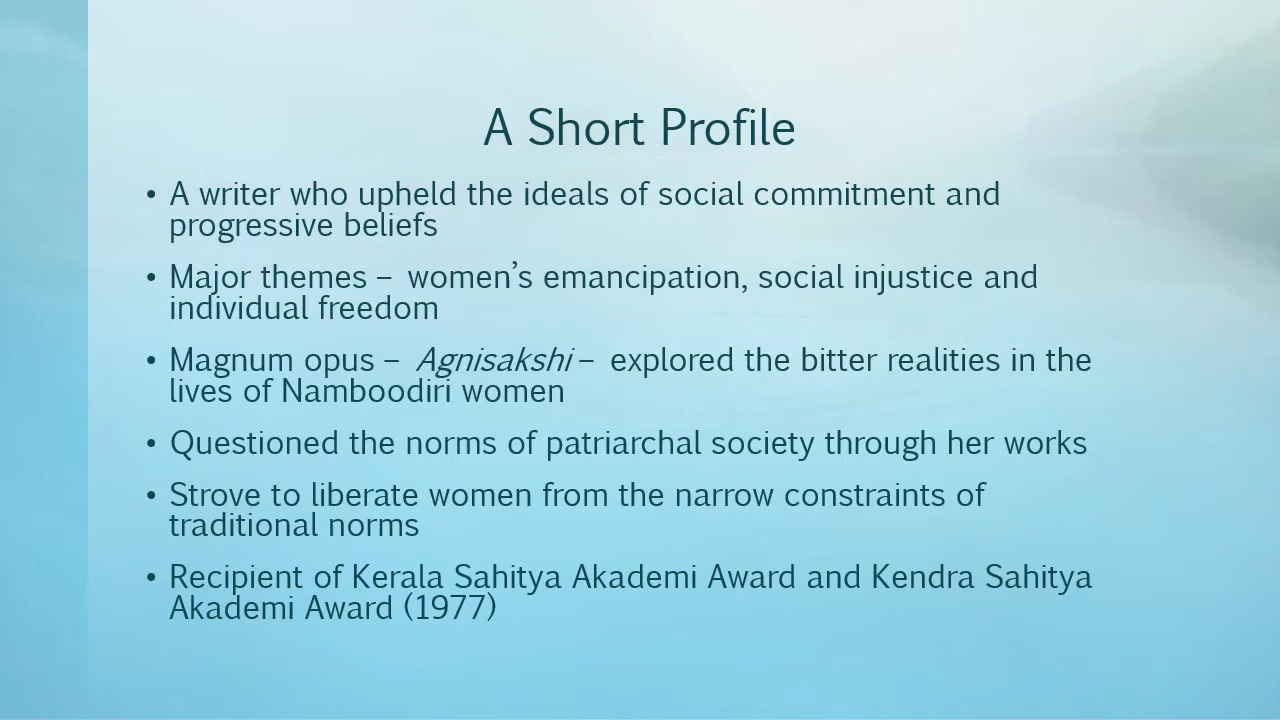 A Short Profile
• A writer who upheld the ideals of social commitment and
progressive beliefs
• Major themes – women’s emancipation, social injustice and
individual freedom
• Magnum opus – Agnisakshi – explored the bitter realities in the
lives of Namboodiri women
• Questioned the norms of patriarchal society through her works
• Strove to liberate women from the narrow constraints of
traditional norms
• Recipient of Kerala Sahitya Akademi Award and Kendra Sahitya
Akademi Award (1977)